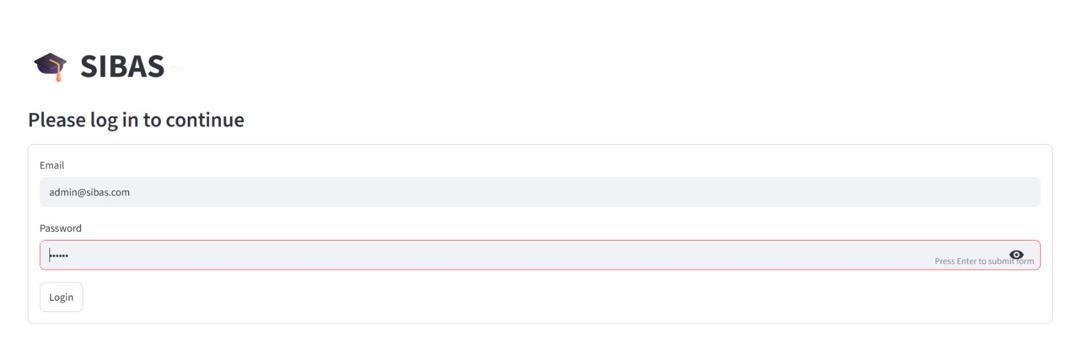 SIBAS
Please log in to continue
Email
admin@sibas.com
Password
••••••
Press Enter to submit form
Login